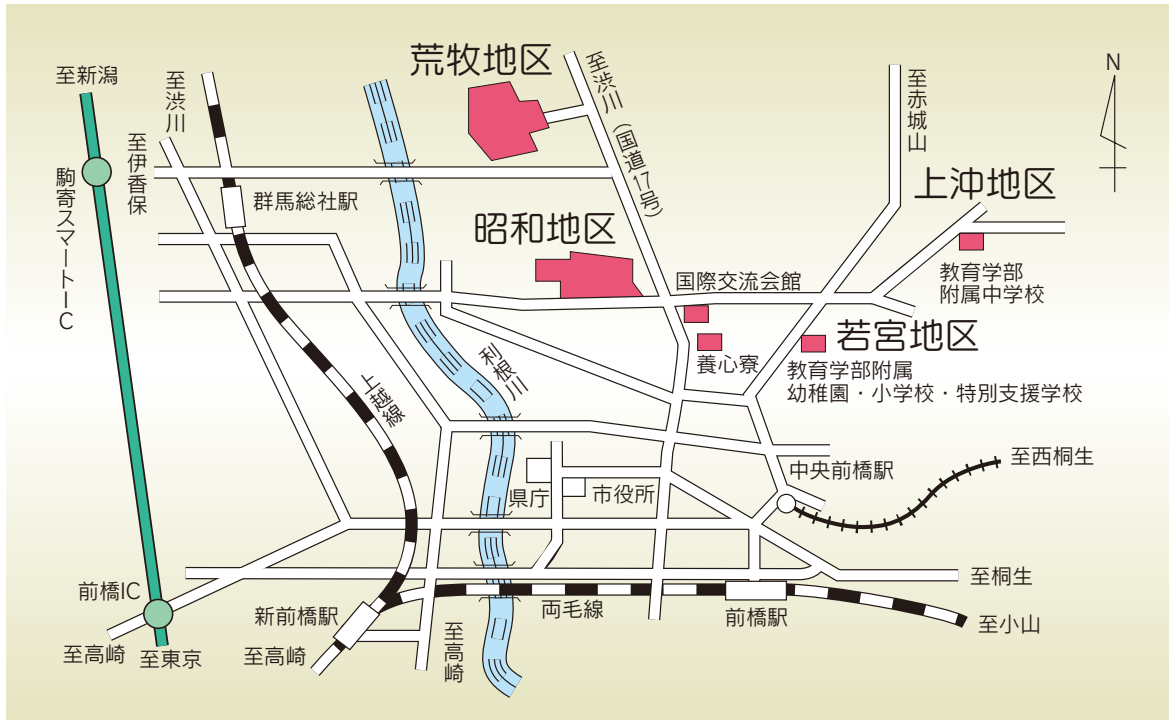 荒牧地区
至新潟
至渋川
至渋川(国道17号)
N
至伊香保
至赤城山
駒寄スマートIC
群馬総社駅
上沖地区
昭和地区
国際交流会館
教育学部
附属中学校
若宮地区
養心寮
教育学部附属
幼稚園・小学校・特別支援学校
利根川
上越線
中央前橋駅
至西桐生
県庁
市役所
至桐生
前橋IC
新前橋駅
両毛線
前橋駅
至小山
至高崎
至東京
至高崎
至高崎